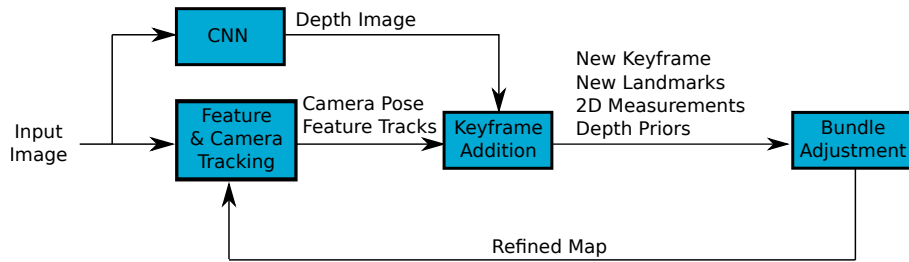 Depth Image
CNN
New Keyframe
New Landmarks
2D Measurements
Depth Priors
Input
Image
Feature
& Camera
Tracking
Camera Pose
Feature Tracks
Keyframe
Addition
Bundle
Adjustment
Refined Map